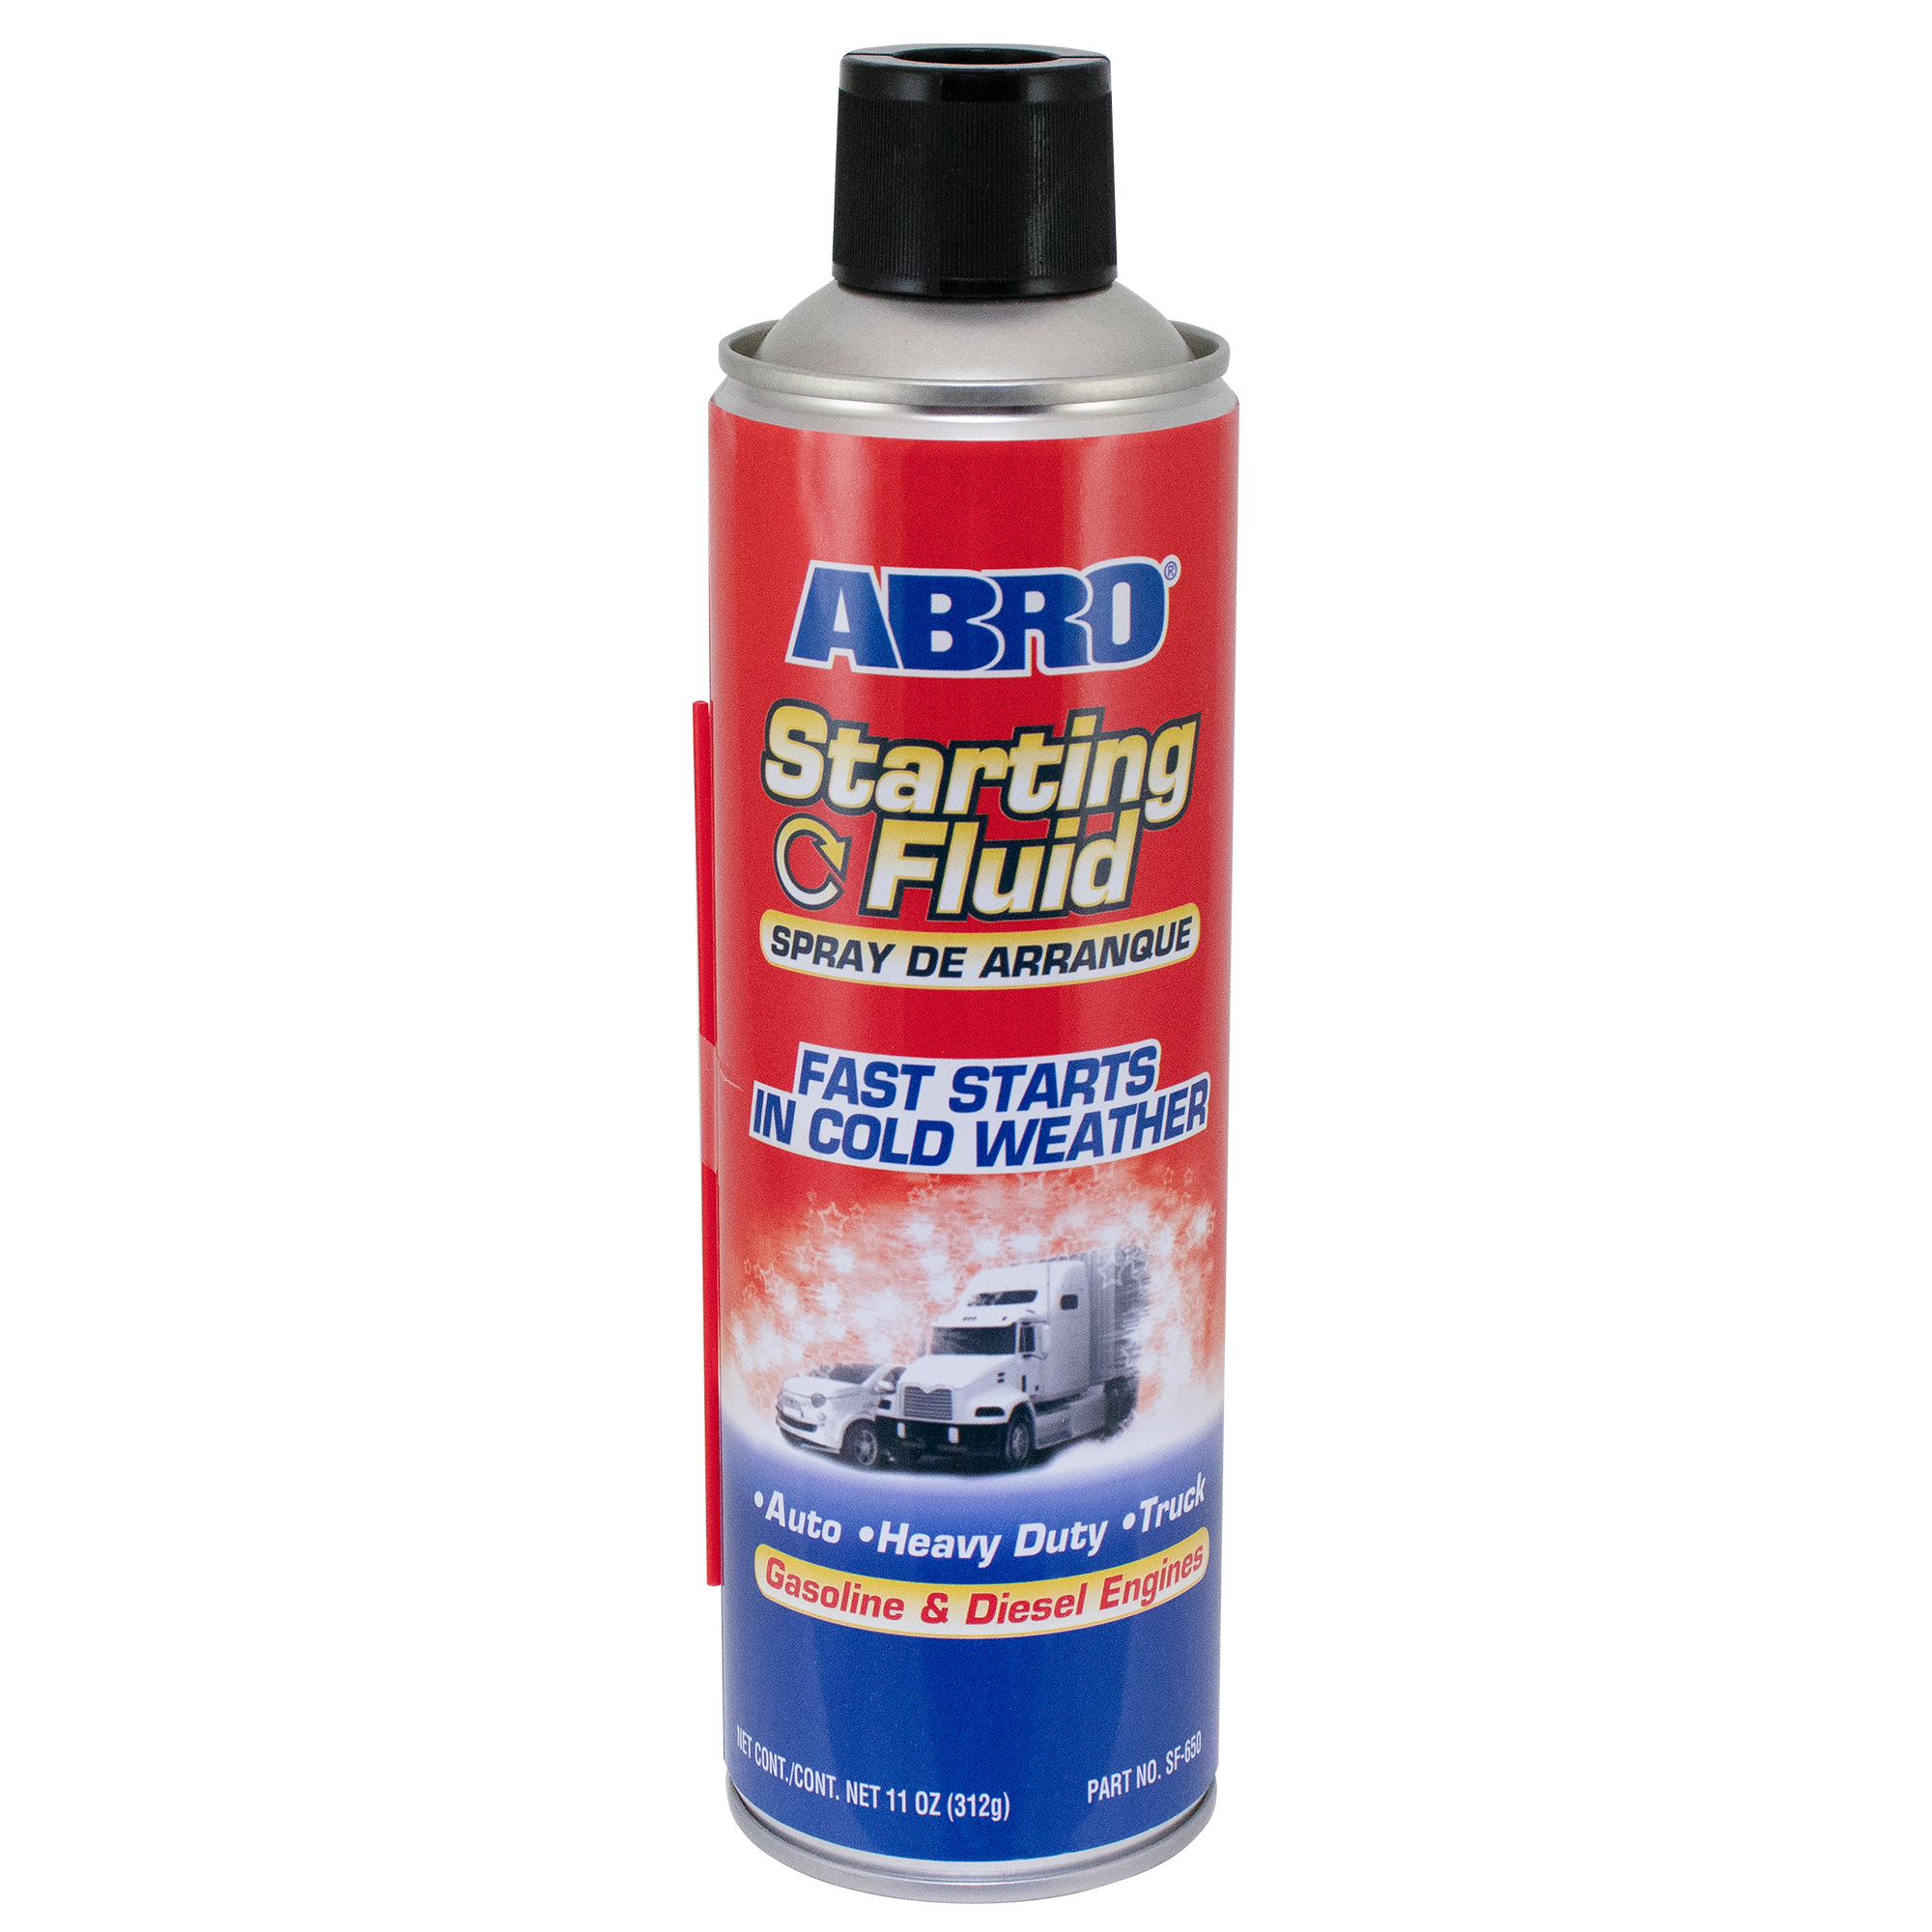 ABRO®
Starting
Fluid
SPRAY DE ARRANQUE
FAST STARTS
IN COLD WEATHER
•Auto •Heavy Duty •Truck
Gasoline & Diesel Engines
NET CONT./CONT. NET 11 OZ (312g)
PART NO. SF-650